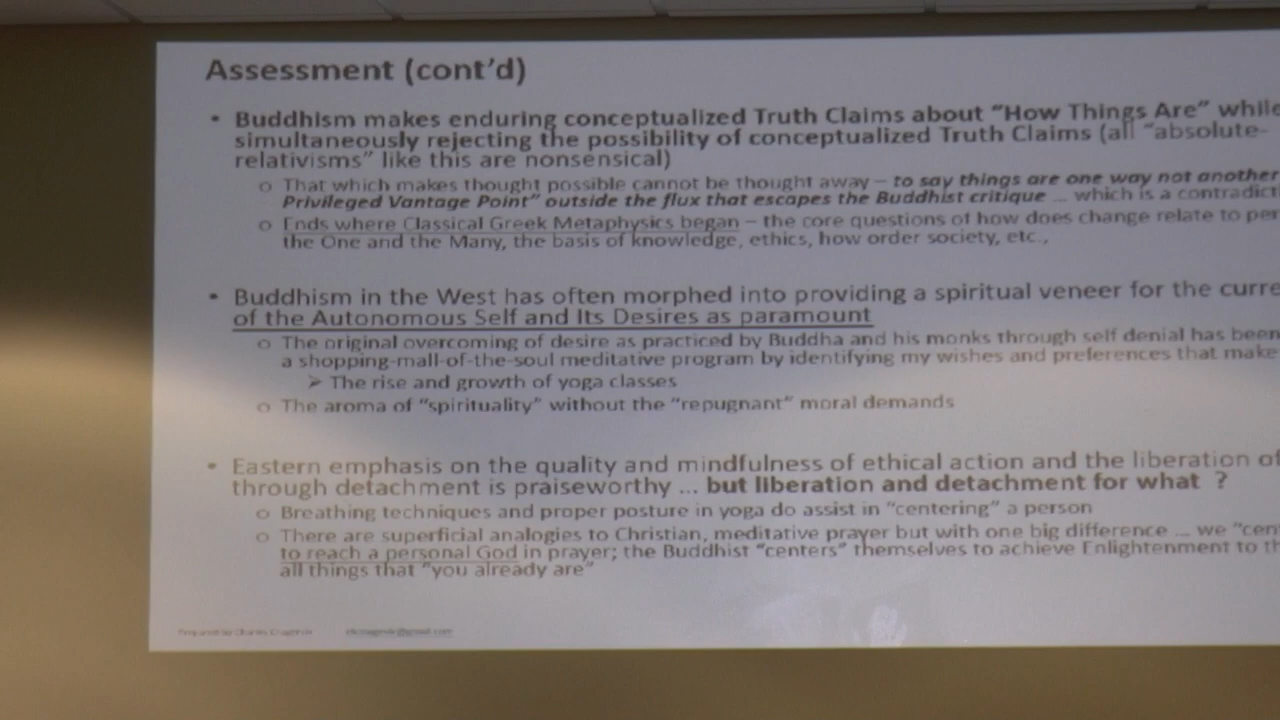 Assessment (cont'd)
• Buddhism makes enduring conceptualized Truth Claims about "How Things Are" while
simultaneously rejecting the possibility of conceptualized Truth Claims (all "absolute-
relativisms" like this are nonsensical)
o That which makes thought possible cannot be thought away – to say things are one way not another
Privileged Vantage Point" outside the flux that escapes the Buddhist critique ... which is a contradict
o Ends where Classical Greek Metaphysics began – the core questions of how does change relate to per
the One and the Many, the basis of knowledge, ethics, how order society, etc.,
• Buddhism in the West has often morphed into providing a spiritual veneer for the curre
of the Autonomous Self and Its Desires as paramount
o The original overcoming of desire as practiced by Buddha and his monks through self denial has been
a shopping-mall-of-the-soul meditative program by identifying my wishes and preferences that make
➢ The rise and growth of yoga classes
o The aroma of "spirituality" without the "repugnant" moral demands
• Eastern emphasis on the quality and mindfulness of ethical action and the liberation of
through detachment is praiseworthy ... but liberation and detachment for what ?
o Breathing techniques and proper posture in yoga do assist in "centering" a person
o There are superficial analogies to Christian, meditative prayer but with one big difference ... we "cen
to reach a personal God in prayer; the Buddhist "centers" themselves to achieve Enlightenment to th
all things that "you already are"
Prepared by Charles